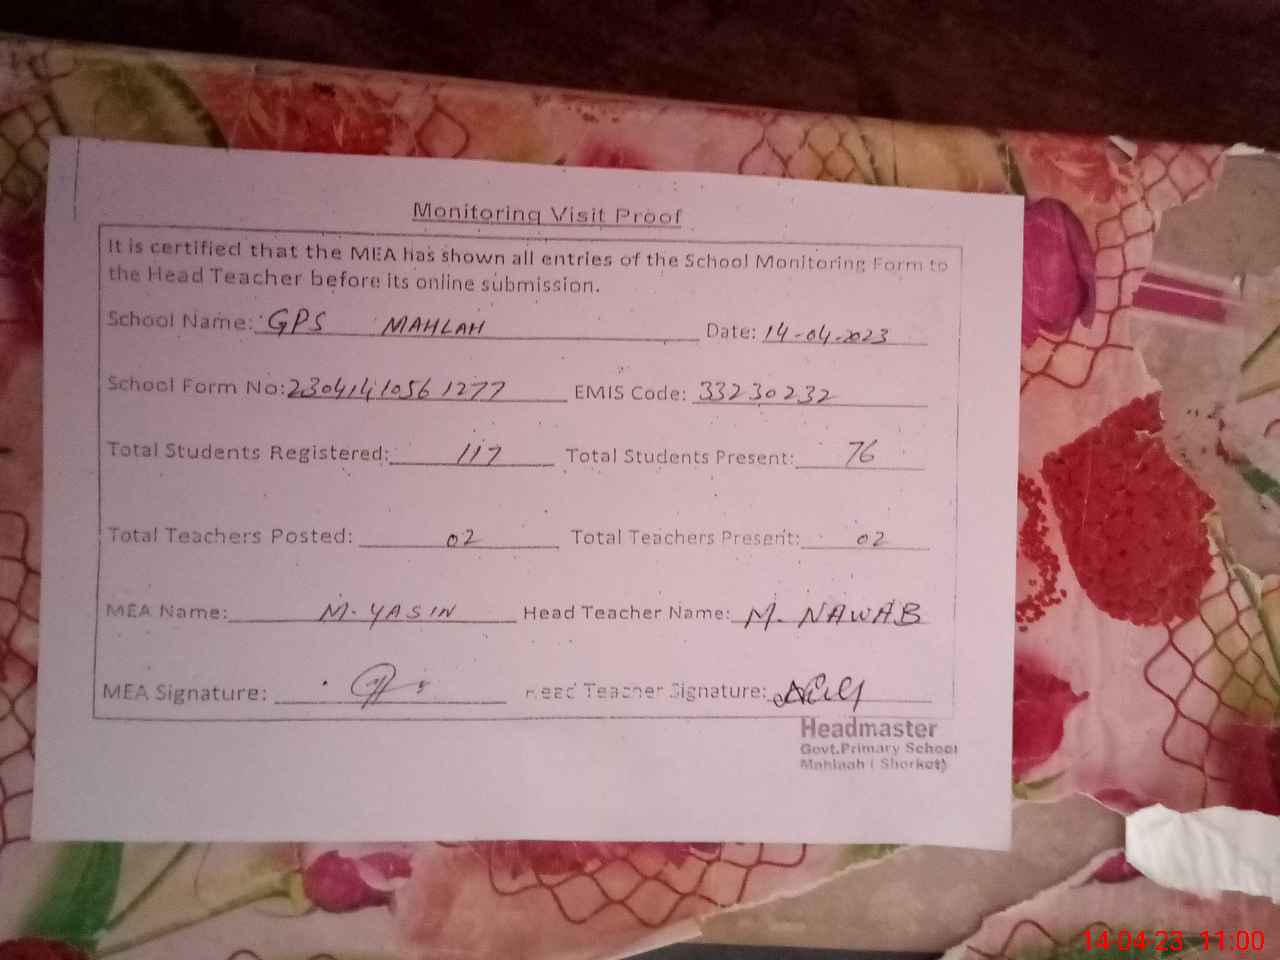 Monitoring Visit Proof
It is certified that the MEA has shown all entries of the School Monitoring Form to
the Head Teacher before its online submission.
School Name: GPS MAHLAH Date: 14-04-2023
School Form No: 23041410561277 EMIS Code: 33230232
Total Students Registered: 117 Total Students Present: 76
Total Teachers Posted: 02 Total Teachers Present: 02
MEA Name: M. YASIN Head Teacher Name: M. NAWAB
MEA Signature: Head Teacher Signature:
Headmaster
Govt.Primary School
Mahlaah ( Shorkot)
14-04-23 11:00